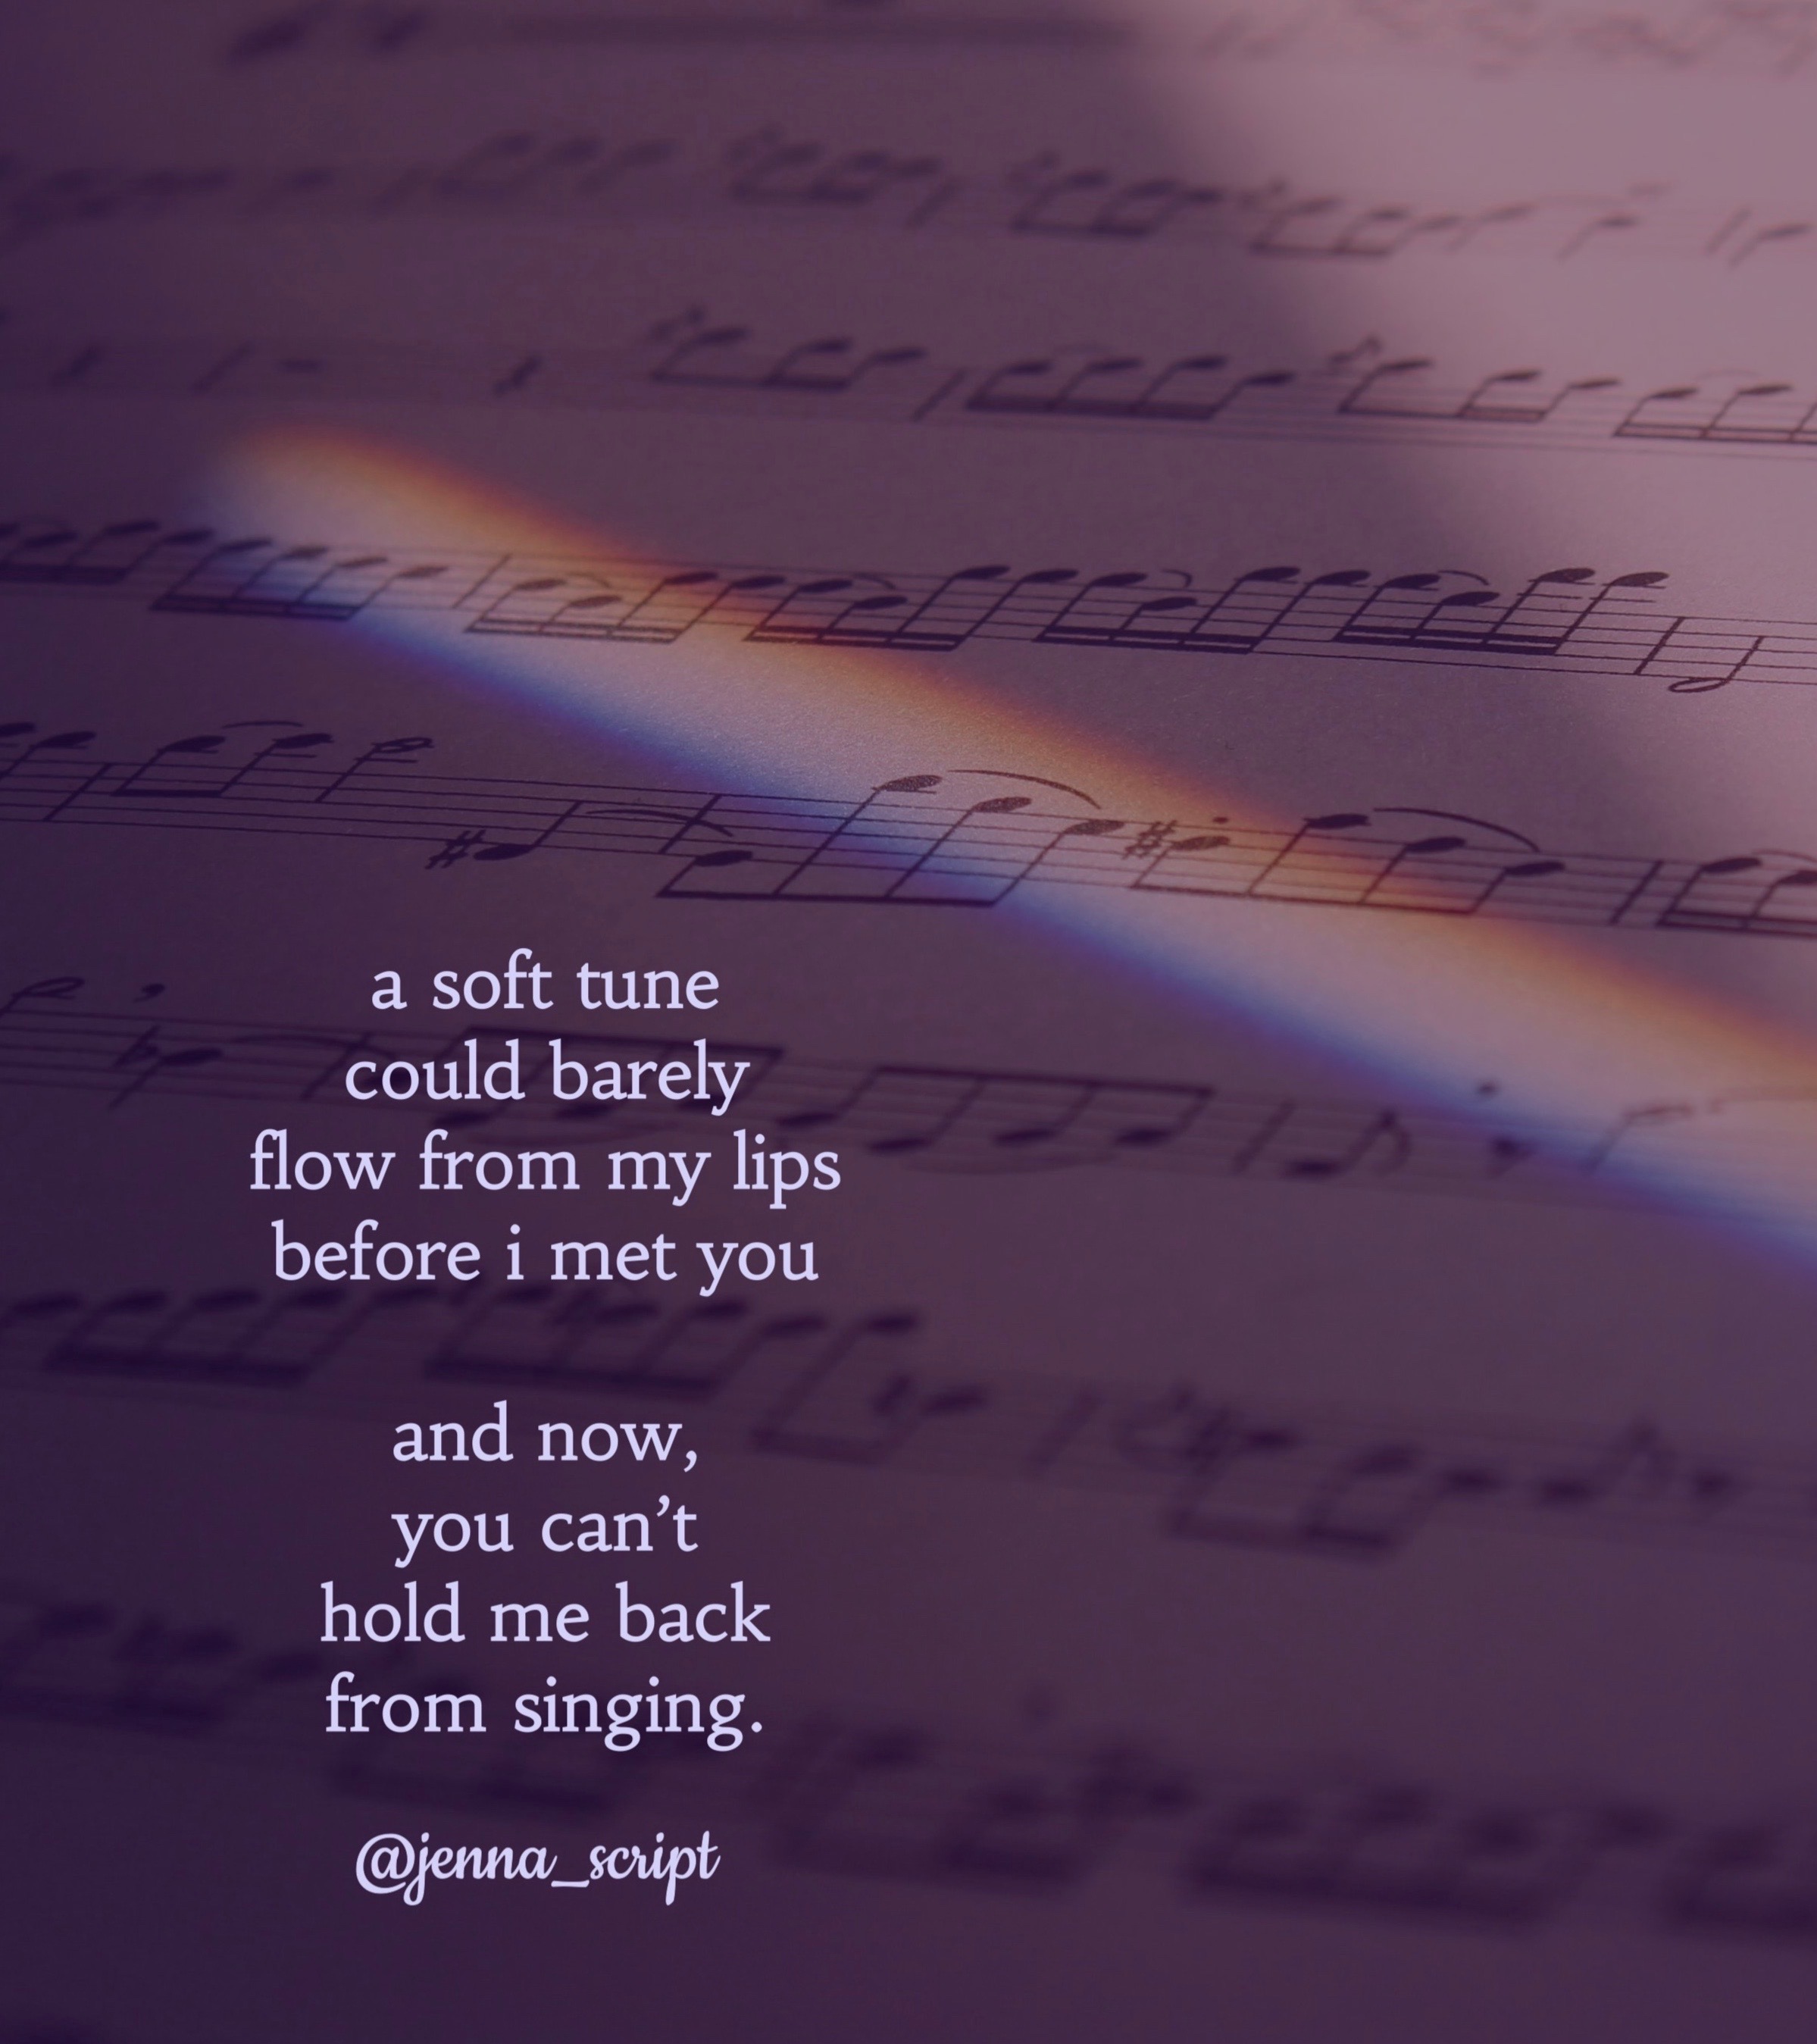 a soft tune
could barely
flow from my lips
before i met you
and now,
you can’t
hold me back
from singing.
@jenna_script